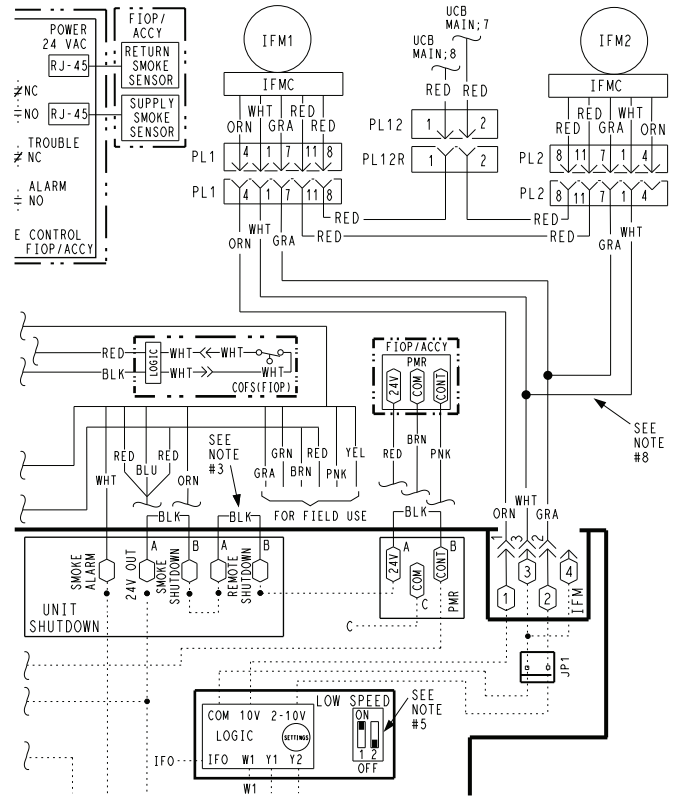 POWER
24 VAC
RJ-45
NC
NO
RJ-45
TROUBLE
NC
ALARM
NO
E CONTROL
FIOP/ACCY
FIOP/
ACCY
RETURN
SMOKE
SENSOR
SUPPLY
SMOKE
SENSOR
IFM1
IFMC
WHT RED
ORN GRA RED
PL1 4 1 7 11 8
PL1 4 1 7 11 8
ORN WHT GRA
RED
RED
UCB
MAIN;7
UCB
MAIN;8
RED RED
PL12 1 2
PL12R 1 2
IFM2
IFMC
RED WHT
RED GRA ORN
PL2 8 11 7 1 4
PL2 8 11 7 1 4
RED
RED
GRA WHT
RED
BLK
LOGIC
WHT WHT
WHT WHT
COFS(FIOP)
FIOP/ACCY
PMR
24V COM CONT
RED BRN PNK
BLK
SEE
NOTE
#8
WHT
RED BLU RED ORN
BLK
SEE
NOTE
#3
BLK
GRA GRN BRN RED PNK YEL
FOR FIELD USE
ORN WHT GRA
1 3 2
SMOKE
ALARM
24V OUT
A
SMOKE
SHUTDOWN
B
A
REMOTE
SHUTDOWN
B
UNIT
SHUTDOWN
24V A COM CONT B
C
PMR
C
1 3 2 4
IFM
JP1
LOW SPEED
COM 10V 2-10V
LOGIC
SETTINGS
IFO W1 Y1 Y2
IFO
W1
ON
1 2
OFF
SEE
NOTE
#5